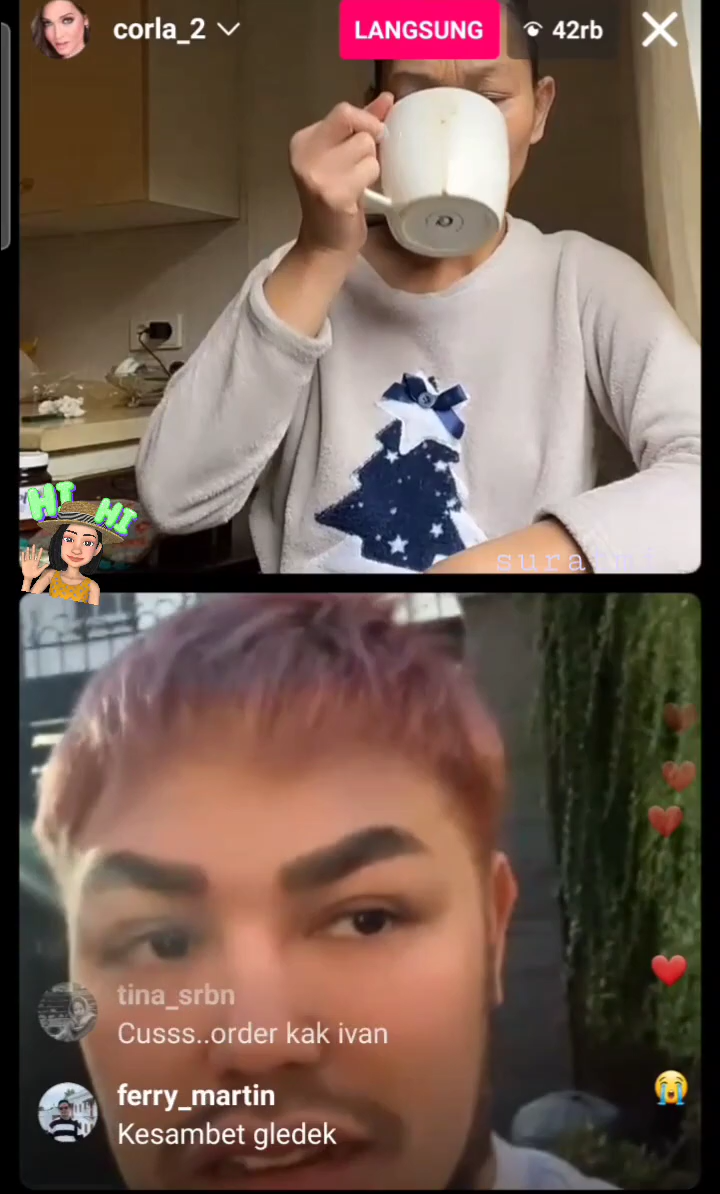 corla_2
LANGSUNG
42rb
HI HI
tina_srbn
Cusss..order kak ivan
ferry_martin
Kesambet gledek